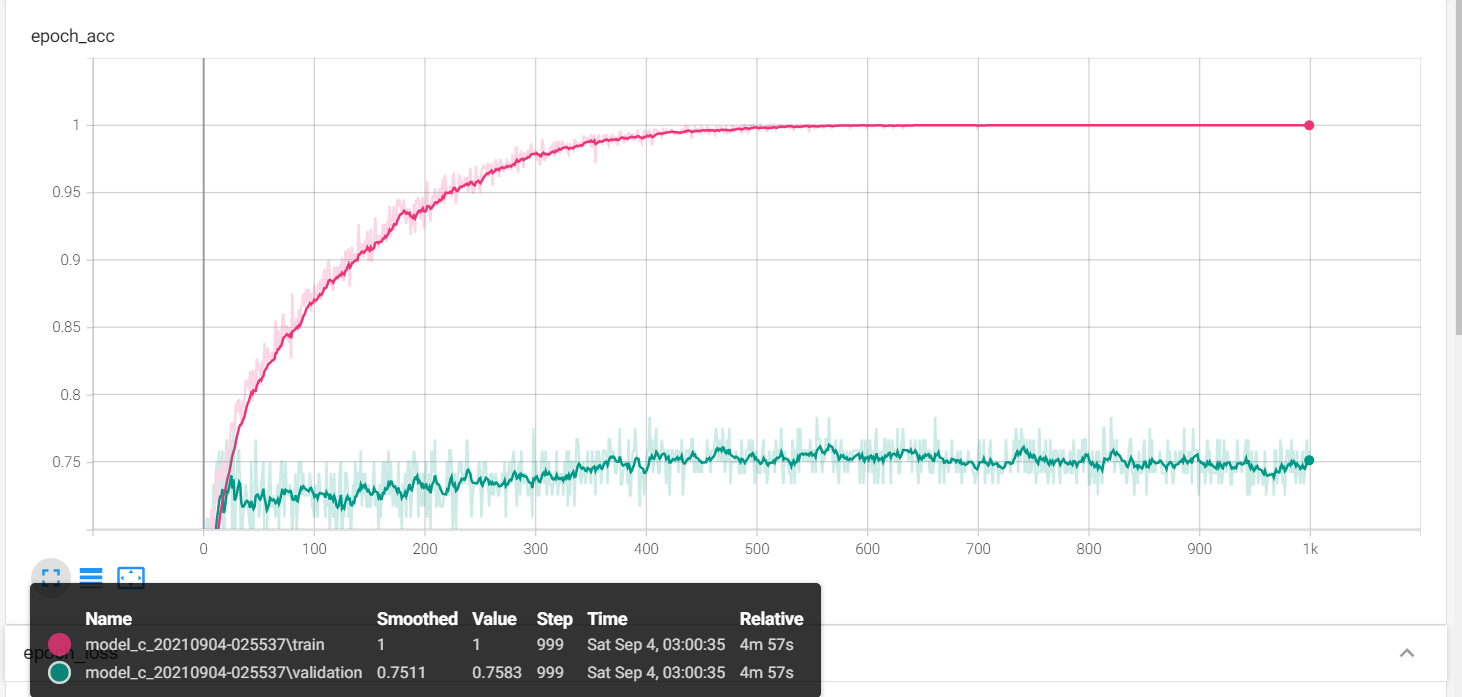 epoch_acc
1
0.95
0.9
0.85
0.8
0.75
0 100 200 300 400 500 600 700 800 900 1k
Name Smoothed Value Step Time Relative
model_c_20210904-025537\train 1 1 999 Sat Sep 4, 03:00:35 4m 57s
epoch_loss
model_c_20210904-025537\validation 0.7511 0.7583 999 Sat Sep 4, 03:00:35 4m 57s